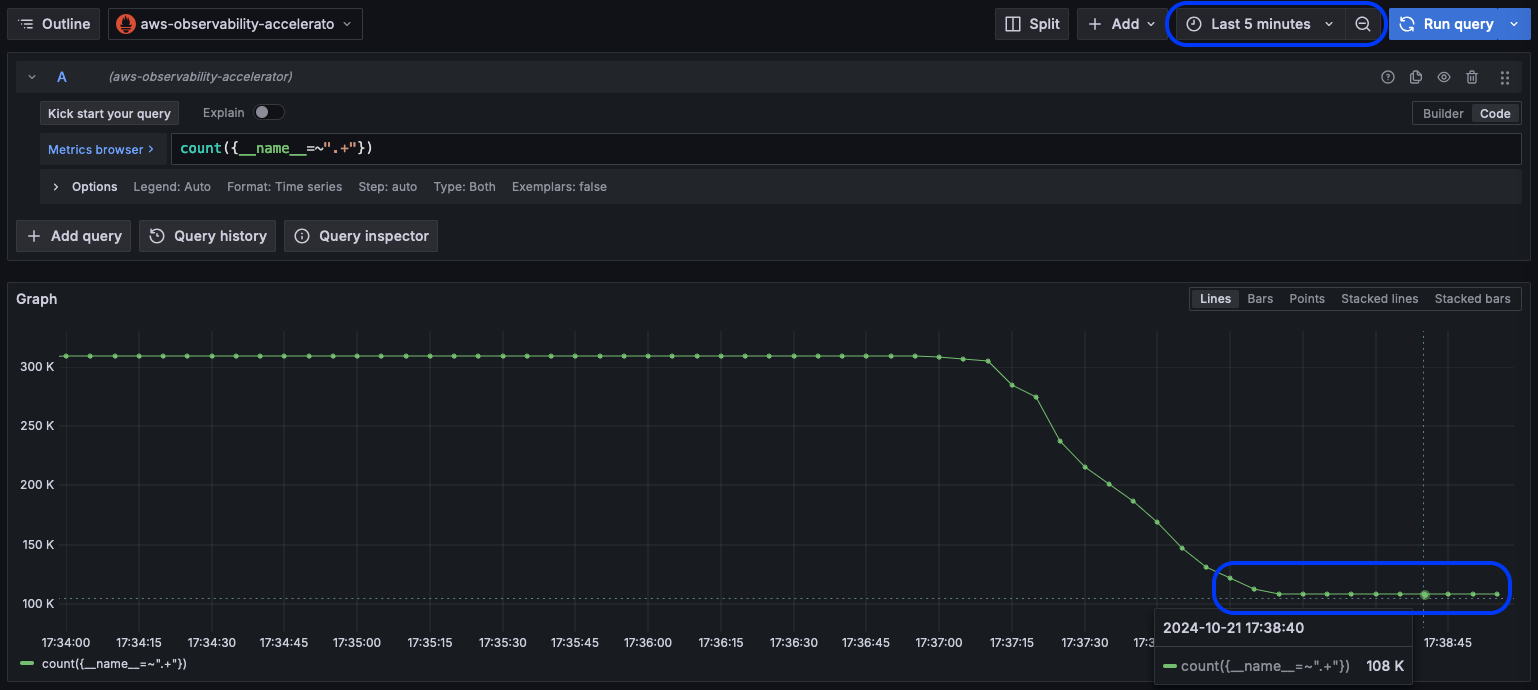 Outline aws-observability-accelerato Split Add Last 5 minutes Run query
A (aws-observability-accelerator)
Kick start your query Explain Builder Code
Metrics browser > count({__name__=~".+"})
> Options Legend: Auto Format: Time series Step: auto Type: Both Exemplars: false
+ Add query Query history Query inspector
Graph Lines Bars Points Stacked lines Stacked bars
300 K
250 K
200 K
150 K
100 K
17:34:00 17:34:15 17:34:30 17:34:45 17:35:00 17:35:15 17:35:30 17:35:45 17:36:00 17:36:15 17:36:30 17:36:45 17:37:00 17:37:15 17:37:30 17:3 17:38:45
2024-10-21 17:38:40
count({__name__=~".+"}) 108 K
count({__name__=~".+"})